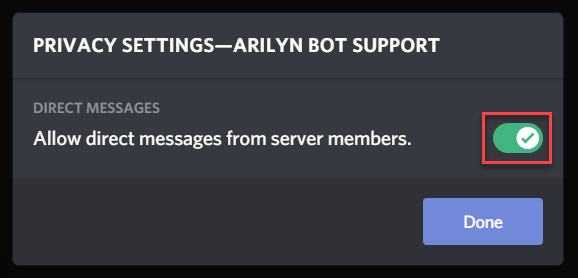 PRIVACY SETTINGS—ARILYN BOT SUPPORT
DIRECT MESSAGES
Allow direct messages from server members.
Done